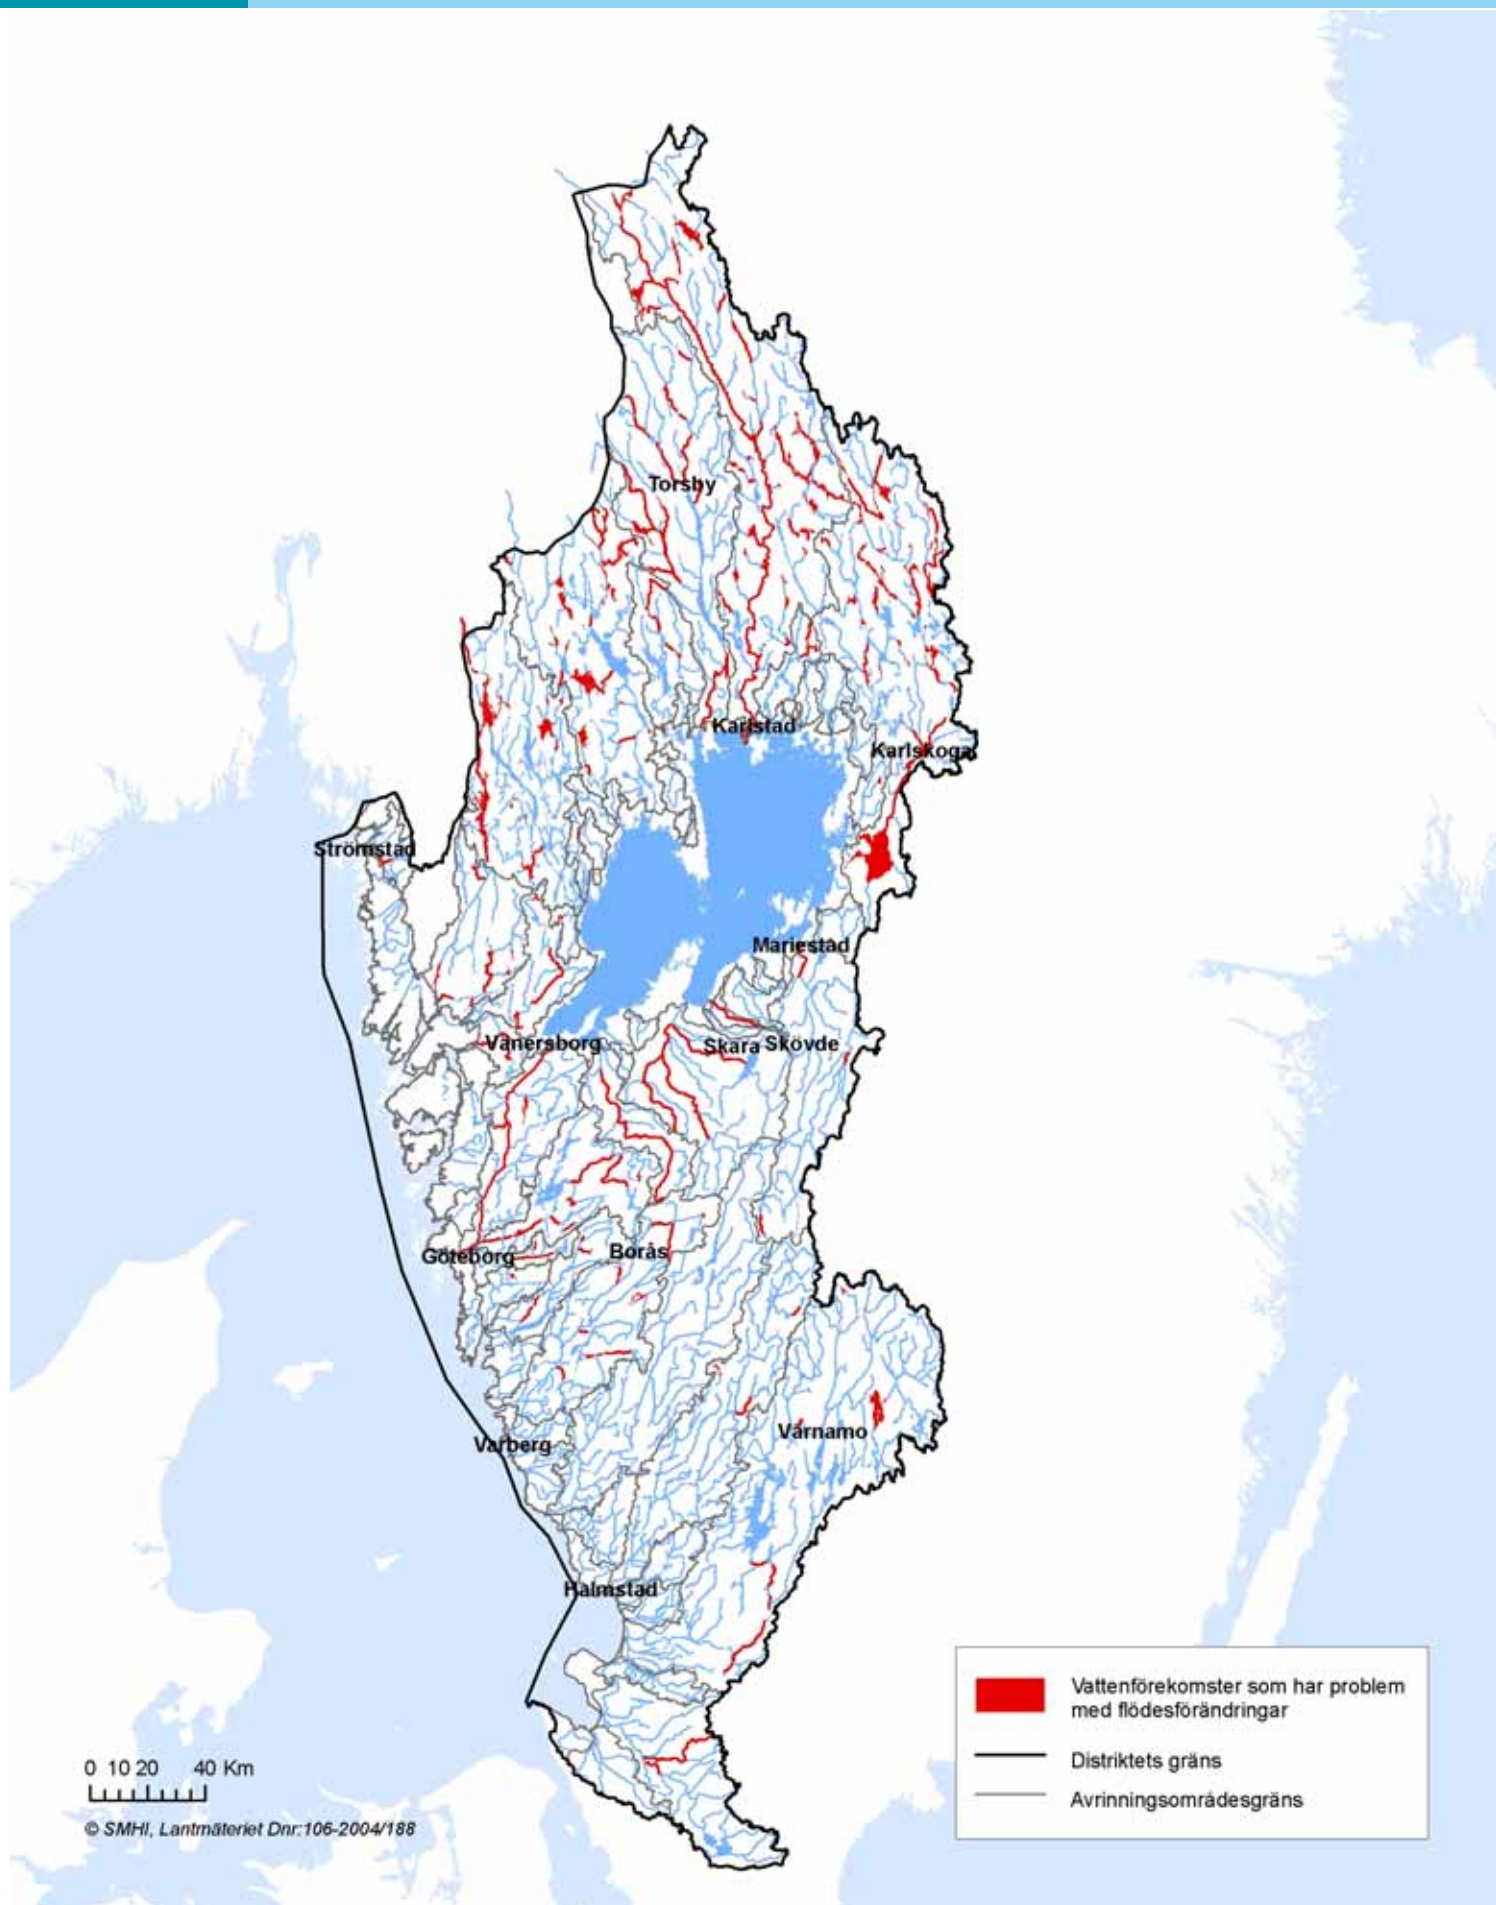 Torsby
Karlstad
Karlskoga
Strömstad
Mariestad
Vänersborg
Skara Skövde
Göteborg
Borås
Värnamo
Varberg
Halmstad
Vattenförekomster som har problem
med flödesförändringar
Distriktets gräns
Avrinningsområdesgräns
0 10 20 40 Km
© SMHI, Lantmäteriet Dnr:106-2004/188